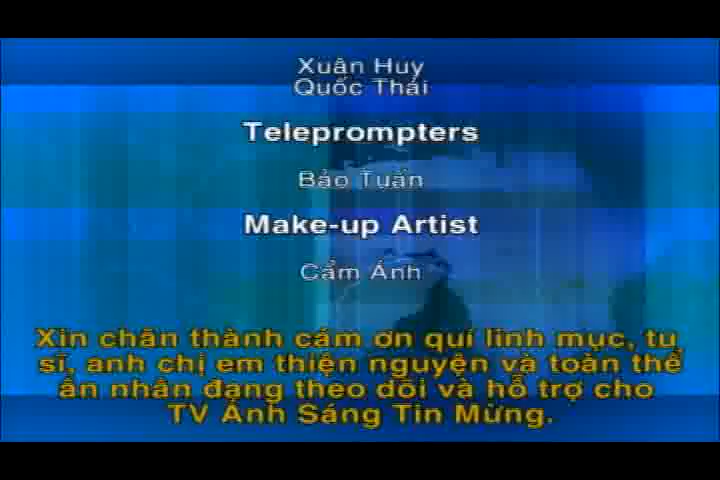 Xuân Huy
Quốc Thái
Teleprompters
Bảo Tuấn
Make-up Artist
Cẩm Ánh
Xin chân thành cám ơn quí linh mục, tu
sĩ, anh chị em thiện nguyện và toàn thể
ân nhân đang theo dõi và hỗ trợ cho
TV Ánh Sáng Tin Mừng.